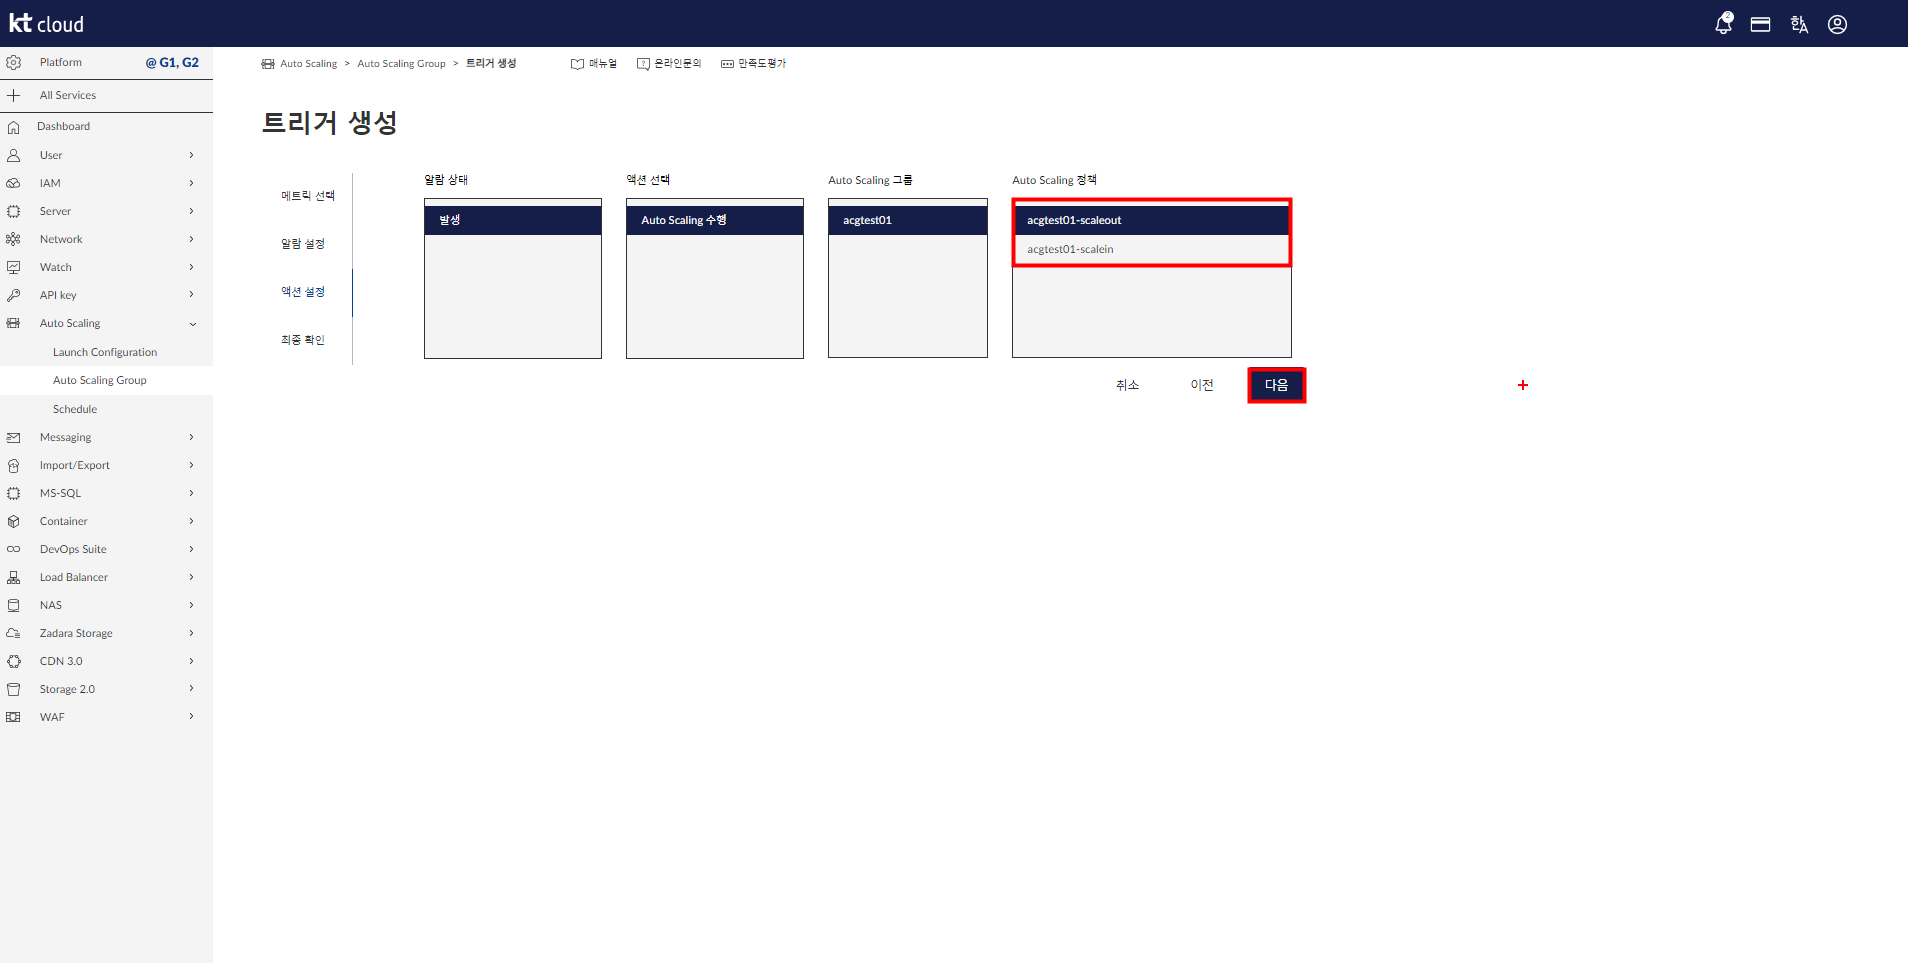 kt cloud
2
한A
Platform @ G1, G2
All Services
Dashboard
User
IAM
Server
Network
Watch
API key
Auto Scaling
Launch Configuration
Auto Scaling Group
Schedule
Messaging
Import/Export
MS-SQL
Container
DevOps Suite
Load Balancer
NAS
Zadara Storage
CDN 3.0
Storage 2.0
WAF
Auto Scaling > Auto Scaling Group > 트리거 생성 매뉴얼 온라인문의 만족도평가
트리거 생성
메트릭 선택
알람 설정
액션 설정
최종 확인
알람 상태
발생
액션 선택
Auto Scaling 수행
Auto Scaling 그룹
acgtest01
Auto Scaling 정책
acgtest01-scaleout
acgtest01-scalein
취소 이전 다음